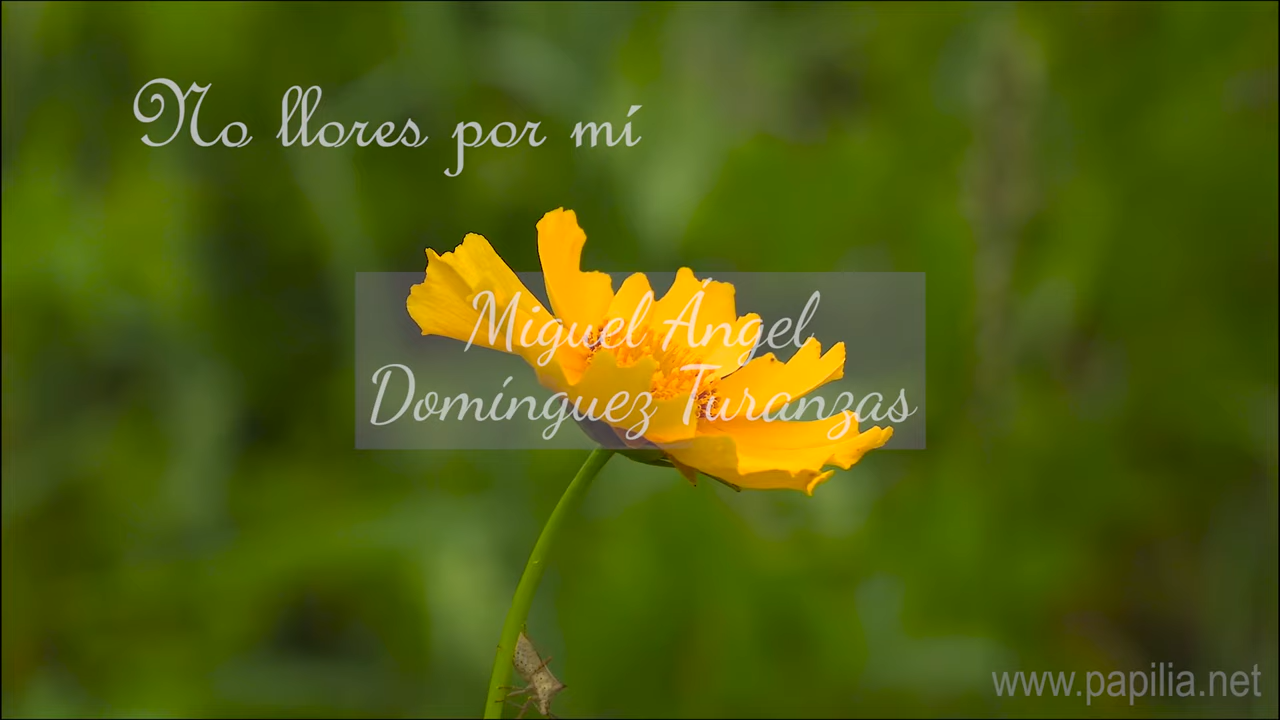 No llores por mí
Miguel Ángel
Domínguez Turanzas
www.papilia.net